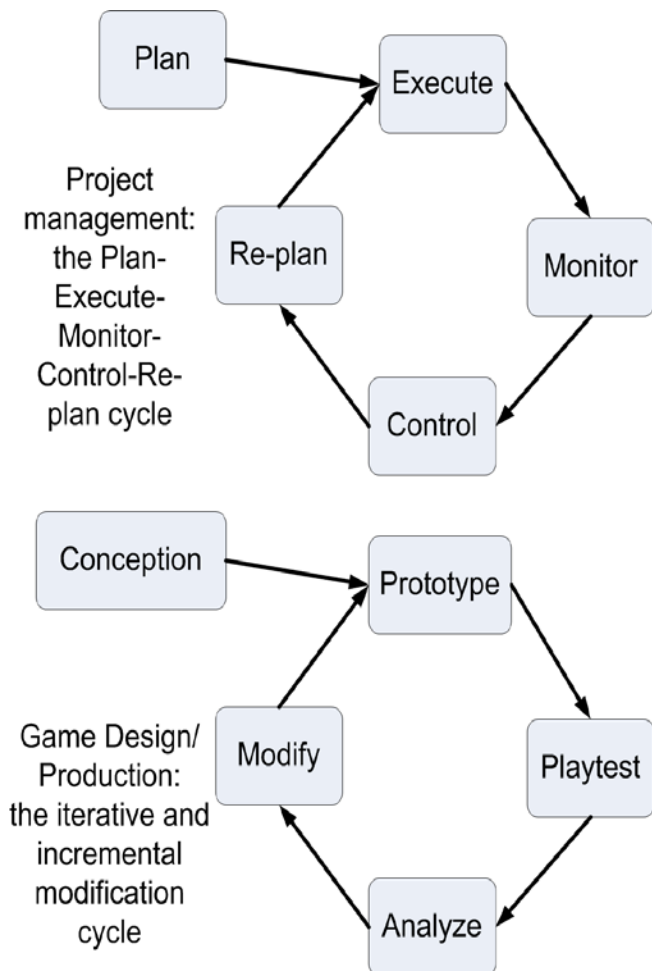 Plan
Execute
Project
management:
the Plan-
Execute-
Monitor-
Control-Re-
plan cycle
Re-plan
Monitor
Control
Conception
Prototype
Game Design/
Production:
the iterative and
incremental
modification
cycle
Modify
Playtest
Analyze